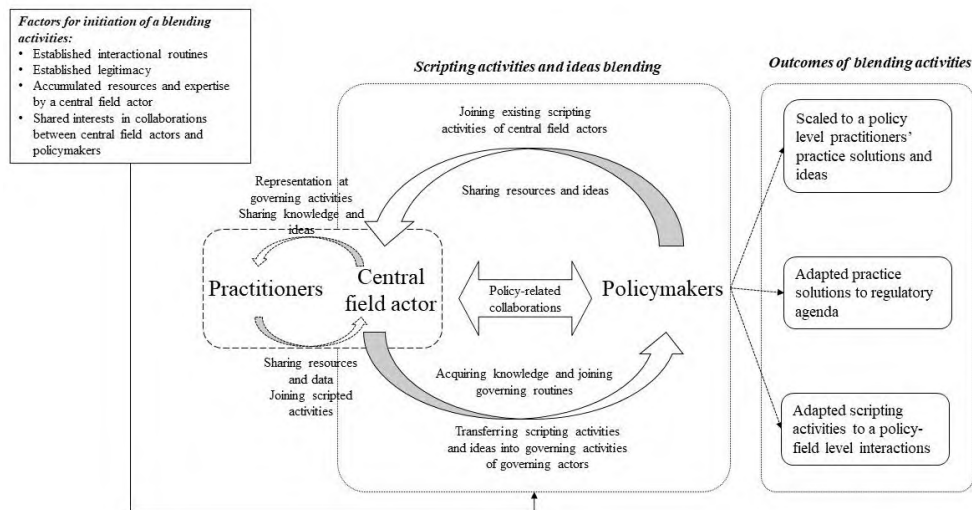 Factors for initiation of a blending
activities:
• Established interactional routines
• Established legitimacy
• Accumulated resources and expertise
by a central field actor
• Shared interests in collaborations
between central field actors and
policymakers
Scripting activities and ideas blending
Outcomes of blending activities
Joining existing scripting
activities of central field actors
Sharing resources and ideas
Representation at
governing activities
Sharing knowledge and
ideas
Practitioners
Central
field actor
Policy-related
collaborations
Policymakers
Sharing resources
and data
Joining scripted
activities
Acquiring knowledge and joining
governing routines
Transferring scripting activities
and ideas into governing activities
of governing actors
Scaled to a policy
level practitioners’
practice solutions and
ideas
Adapted practice
solutions to regulatory
agenda
Adapted scripting
activities to a policy-
field level interactions